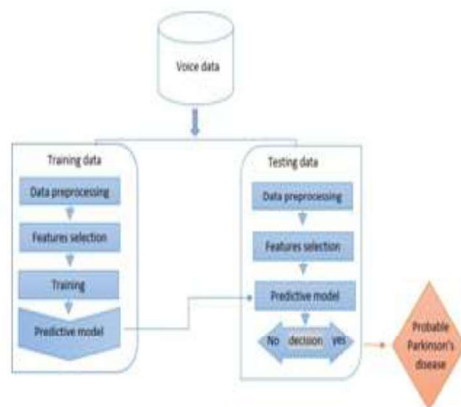 Voice data
Training data
Data preprocessing
Features selection
Training
Predictive model
Testing data
Data preprocessing
Features selection
Predictive model
No decision yes
Probable
Parkinson's
disease